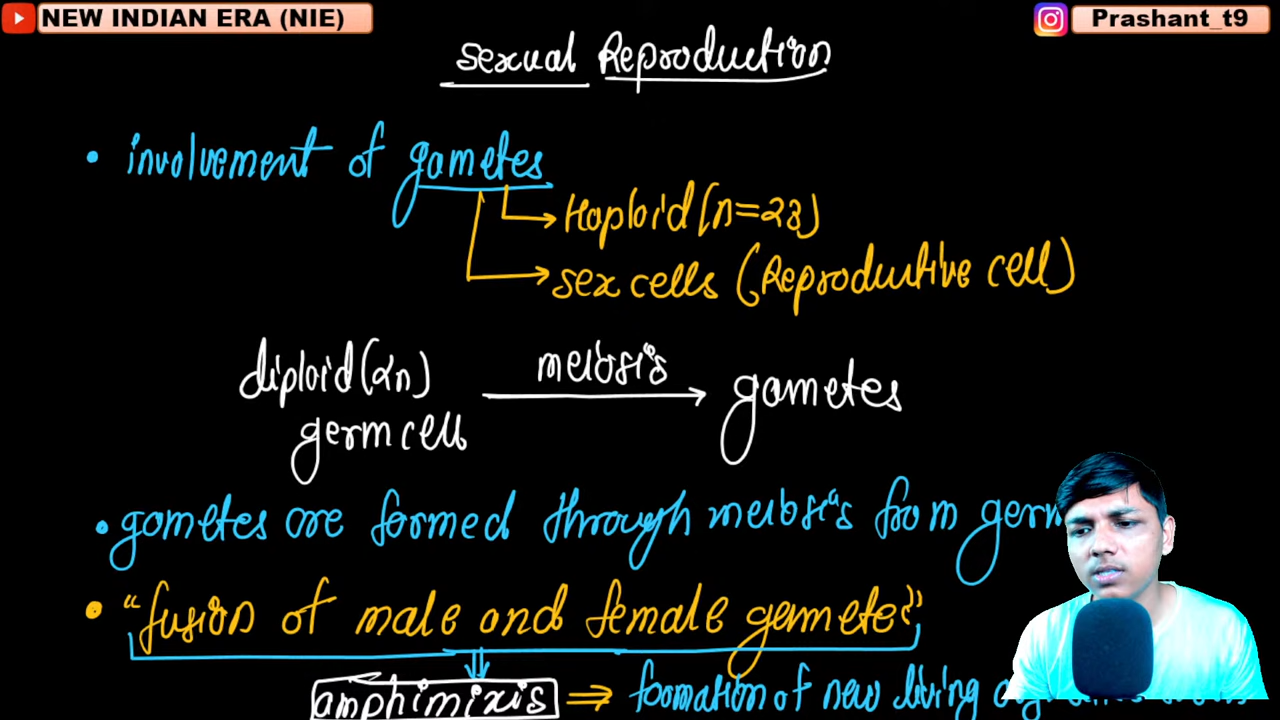 NEW INDIAN ERA (NIE)
Prashant_t9
Sexual Reproduction
• involvement of gametes
Haploid (n=23)
sex cells (Reproductive cell)
diploid (2n)
germ cell
meiosis
gametes
• gametes are formed through meiosis from germ
• "fusion of male and female gemetes"
amphimixis ⇒ formation of new living